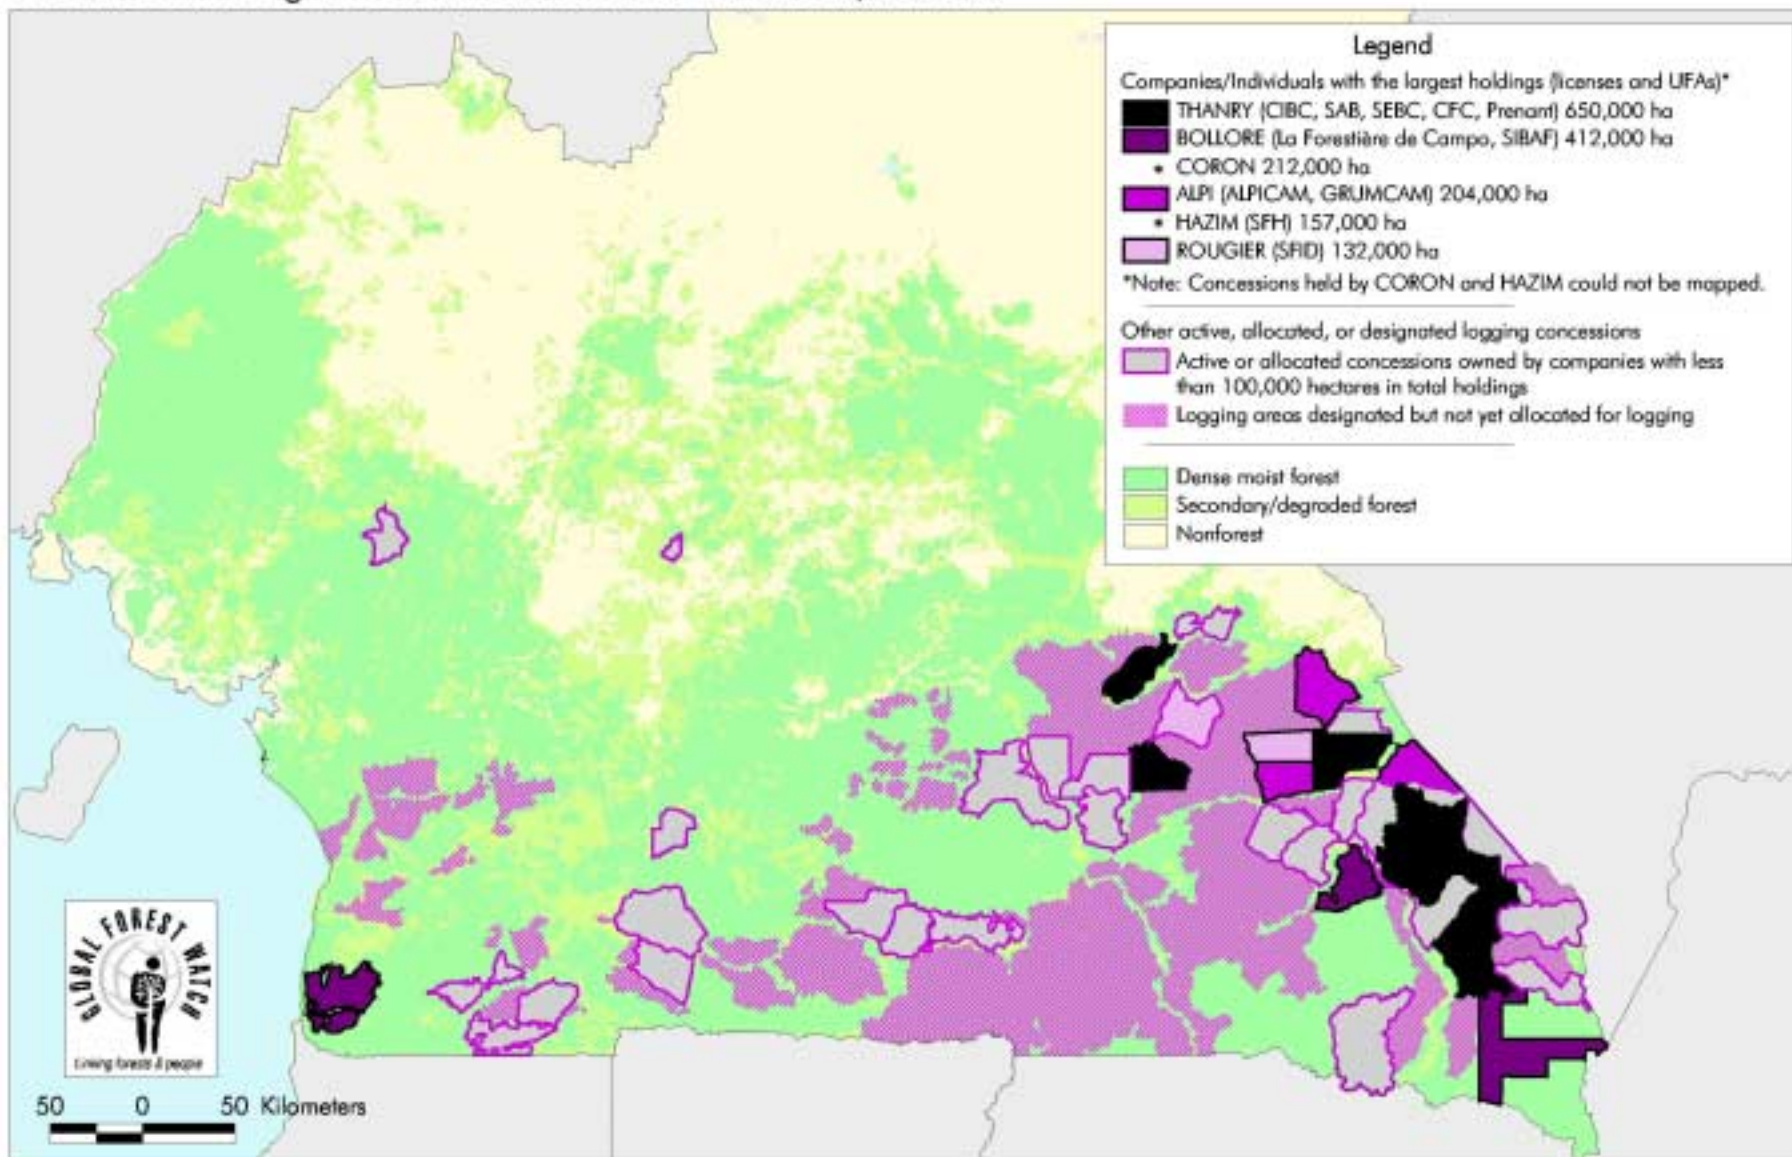 Legend
Companies/Individuals with the largest holdings (licenses and UFAs)*
THANRY (CIBC, SAB, SEBC, CFC, Prenant) 650,000 ha
BOLLORE (La Forestière de Campo, SIBAF) 412,000 ha
• CORON 212,000 ha
ALPI (ALPICAM, GRUMCAM) 204,000 ha
• HAZIM (SFH) 157,000 ha
ROUGIER (SFID) 132,000 ha
*Note: Concessions held by CORON and HAZIM could not be mapped.
Other active, allocated, or designated logging concessions
Active or allocated concessions owned by companies with less
than 100,000 hectares in total holdings
Logging areas designated but not yet allocated for logging
Dense moist forest
Secondary/degraded forest
Nonforest
GLOBAL FOREST WATCH
Linking forests & people
50 0 50 Kilometers